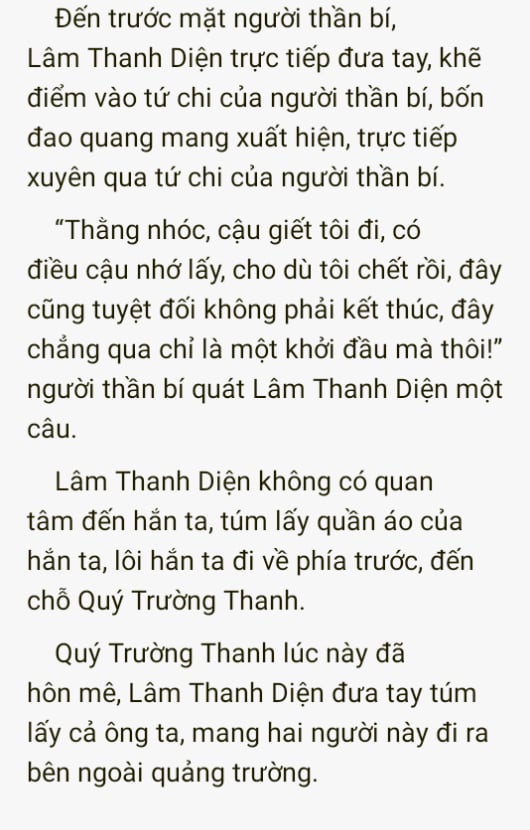 Đến trước mặt người thần bí,
Lâm Thanh Diện trực tiếp đưa tay, khẽ
điểm vào tứ chi của người thần bí, bốn
đao quang mang xuất hiện, trực tiếp
xuyên qua tứ chi của người thần bí.
“Thằng nhóc, cậu giết tôi đi, có
điều cậu nhớ lấy, cho dù tôi chết rồi, đây
cũng tuyệt đối không phải kết thúc, đây
chẳng qua chỉ là một khởi đầu mà thôi!”
người thần bí quát Lâm Thanh Diện một
câu.
Lâm Thanh Diện không có quan
tâm đến hắn ta, túm lấy quần áo của
hắn ta, lôi hắn ta đi về phía trước, đến
chỗ Quý Trường Thanh.
Quý Trường Thanh lúc này đã
hôn mê, Lâm Thanh Diện đưa tay túm
lấy cả ông ta, mang hai người này đi ra
bên ngoài quảng trường.